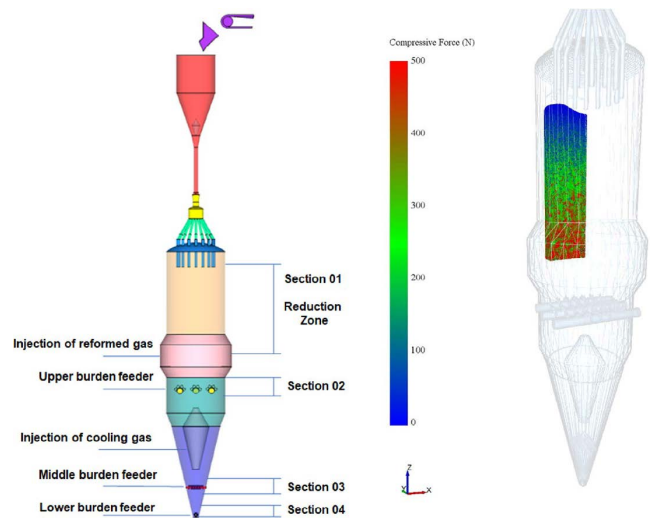 Compressive Force (N)
500
400
300
200
100
0
Section 01
Reduction
Zone
Injection of reformed gas
Upper burden feeder
Section 02
Injection of cooling gas
Middle burden feeder
Section 03
Lower burden feeder
Section 04
Z
Y
X